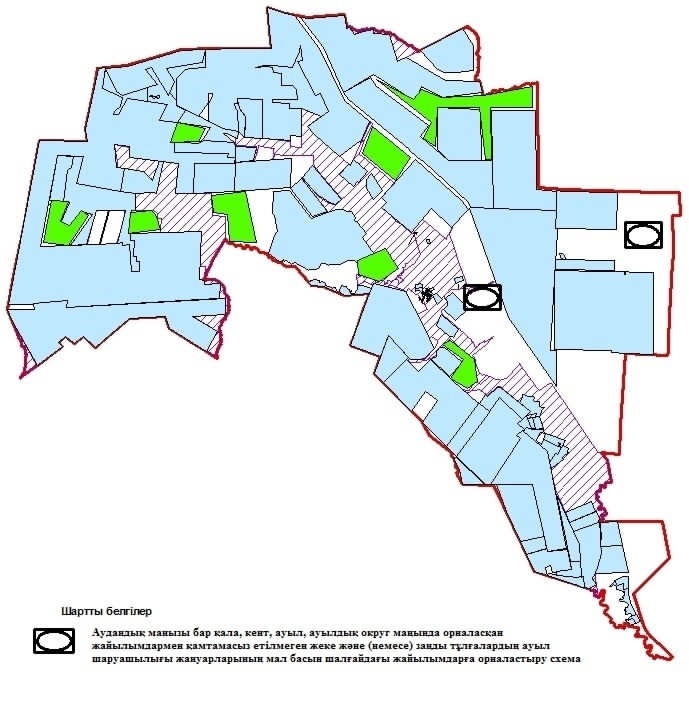 Шартты белгілер
Аудандық маңызы бар қала, кент, ауыл, ауылдық округ маңында орналасқан
жайылымдармен қамтамасыз етілмеген жеке және (немесе) заңды тұлғалардың ауыл
шаруашылығы жануарларының мал басын шалғайдағы жайылымдарға орналастыру схема